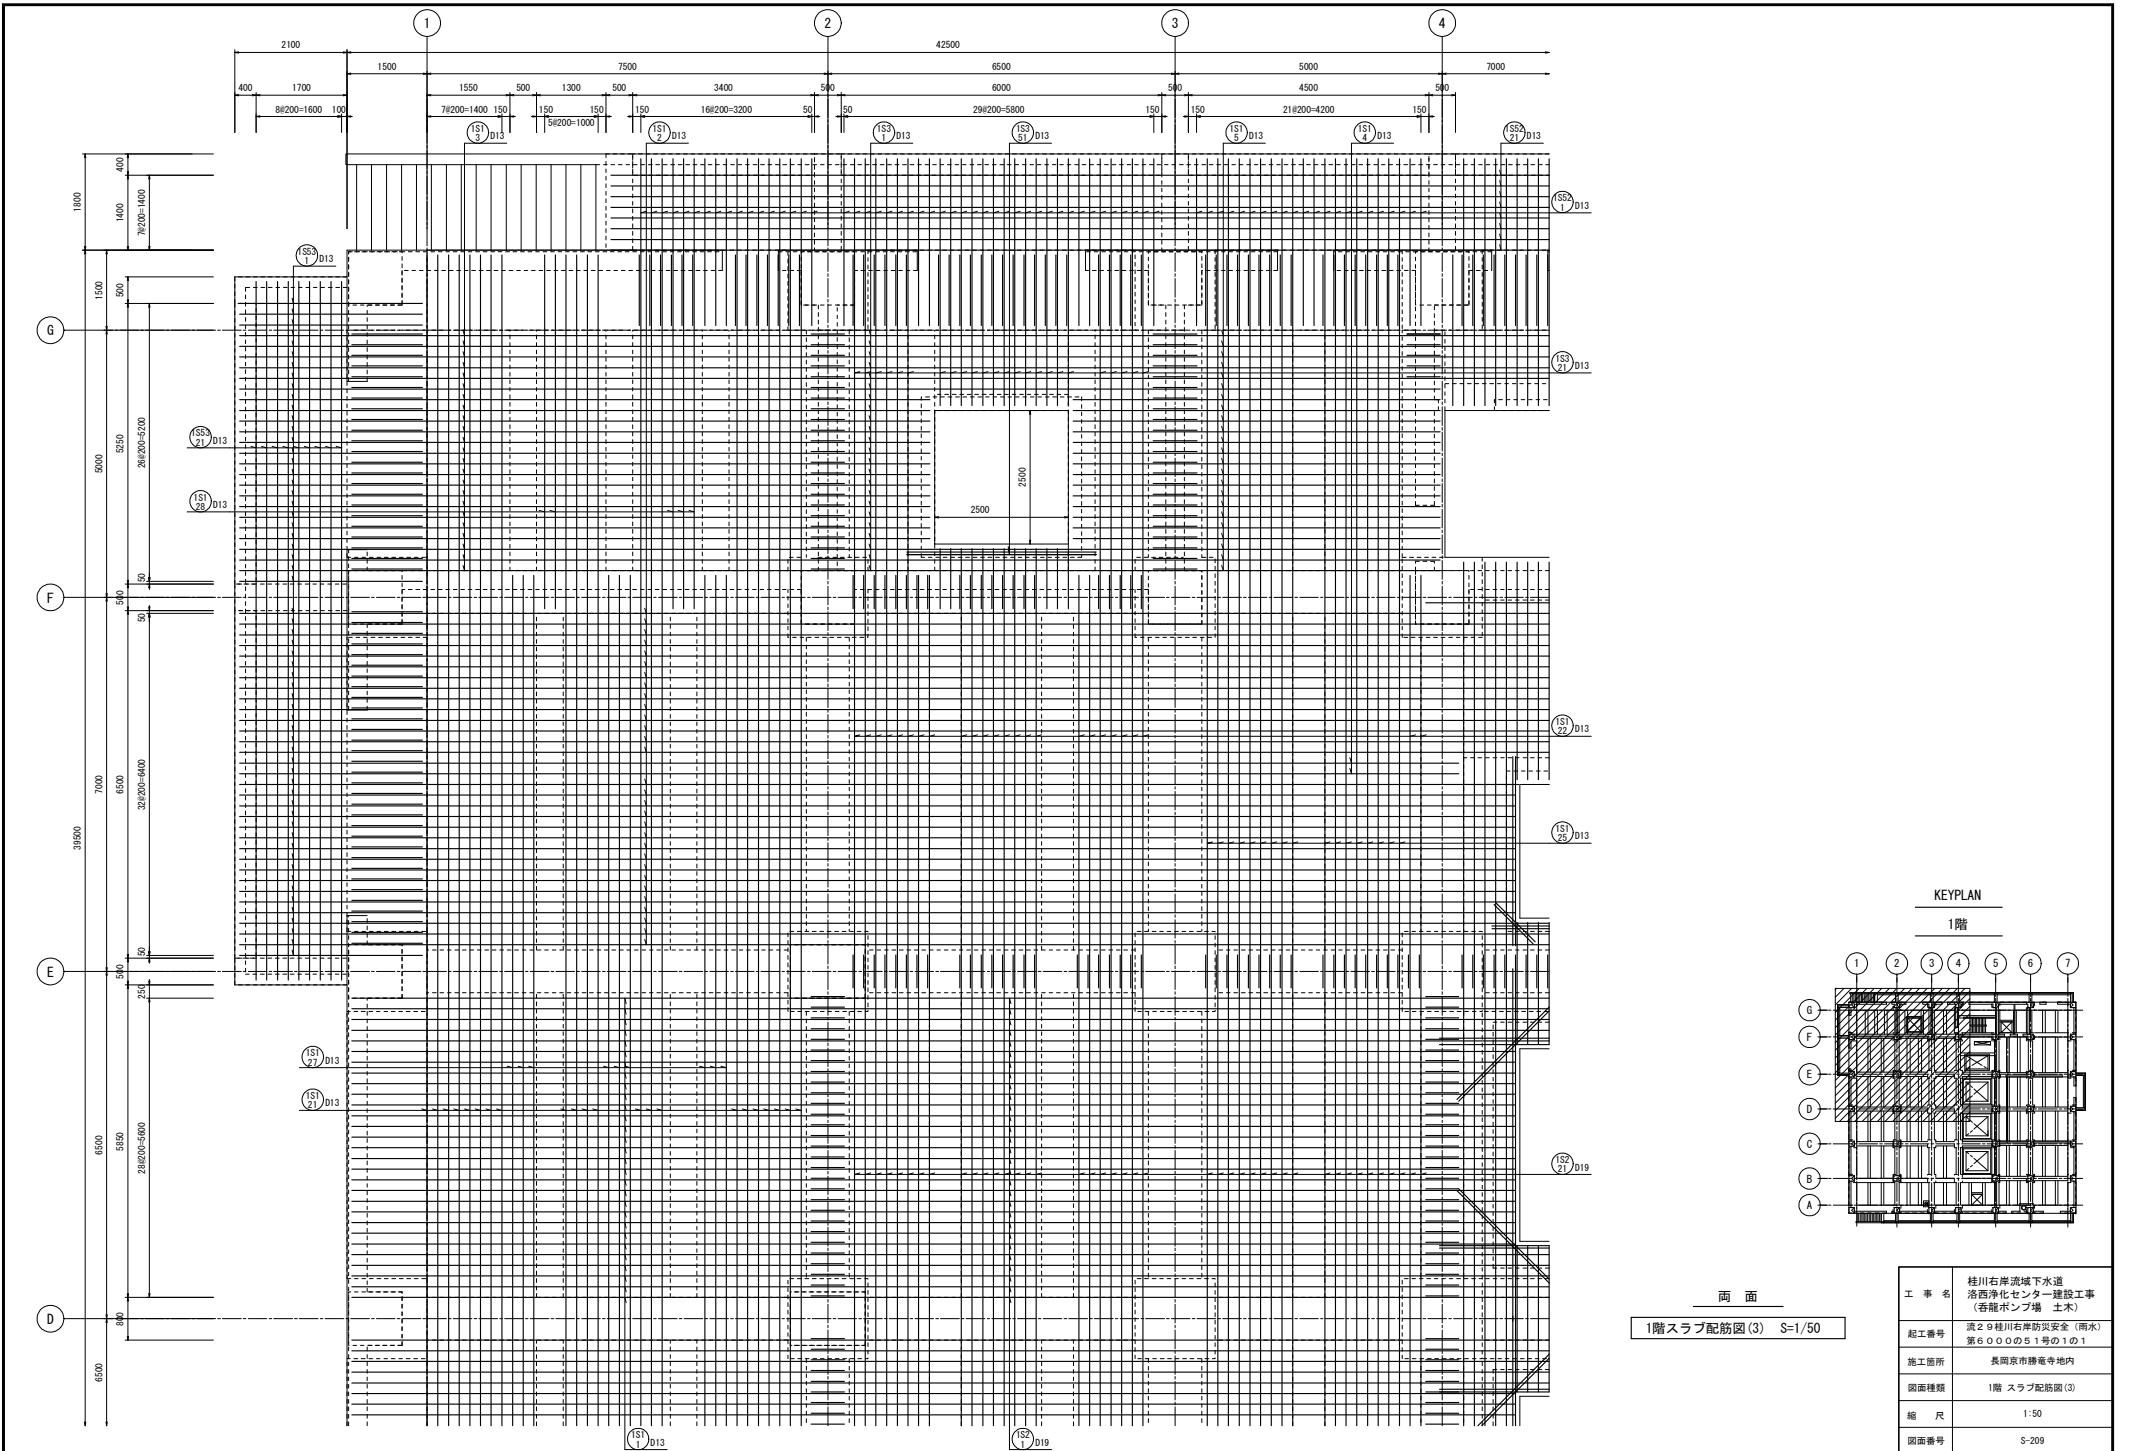 1
2
3
4
2100
42500
1500
7500
6500
5000
7000
400
1700
1550
500
1300
500
3400
500
6000
500
4500
500
8@200=1600
100
7@200=1400
150
150
5@200=1000
150
150
16@200=3200
50
50
29@200=5800
150
150
21@200=4200
150
1S1
3
D13
1S1
2
D13
1S3
1
D13
1S3
51
D13
1S1
5
D13
1S1
4
D13
1S52
21
D13
1800
400
1400
7@200=1400
1S52
1
D13
1S53
1
D13
1500
500
G
1S3
21
D13
5000
5250
26@200=5200
1S53
21
D13
1S1
28
D13
2500
2500
50
F
500
50
1S1
22
D13
39500
7000
6500
32@200=6400
1S1
25
D13
50
E
500
250
1S1
27
D13
1S1
21
D13
6500
5850
28@200=5600
1S2
21
D19
D
800
6500
1S1
1
D13
1S2
1
D19
KEYPLAN
1階
1
2
3
4
5
6
7
G
F
E
D
C
B
A
両 面
1階スラブ配筋図(3) S=1/50
工 事 名
桂川右岸流域下水道
洛西浄化センター建設工事
(呑龍ポンプ場 土木)
起工番号
流29桂川右岸防災安全(雨水)
第6000の51号の1の1
施工箇所
長岡京市勝竜寺地内
図面種類
1階 スラブ配筋図(3)
縮 尺
1:50
図面番号
S-209